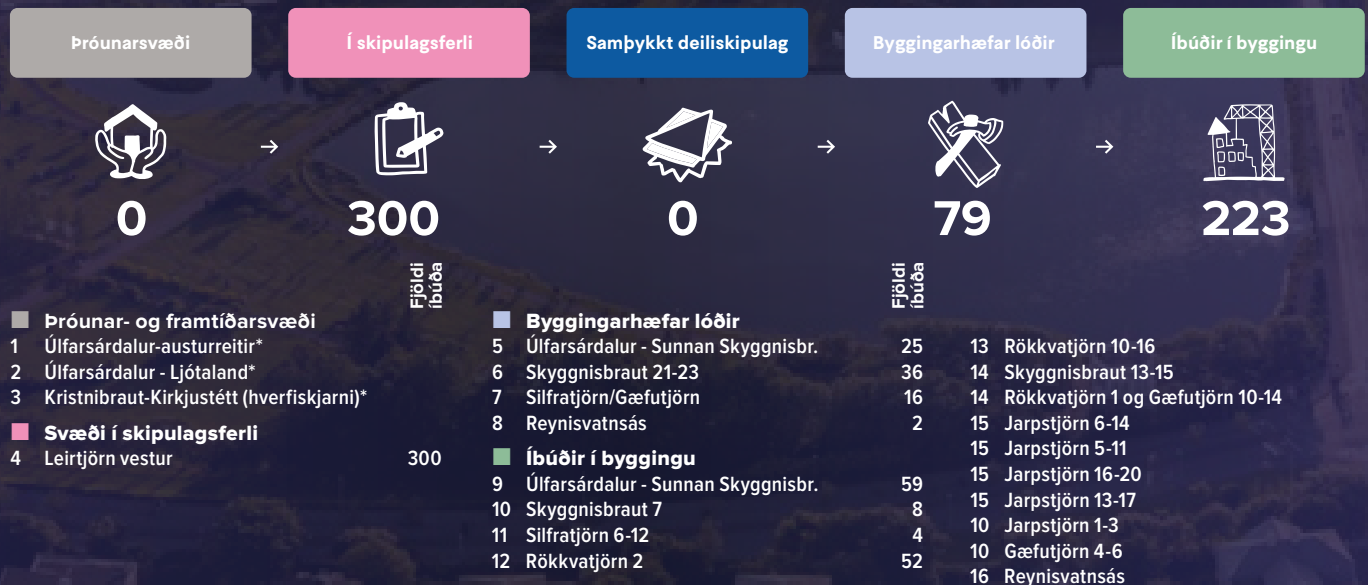 Þróunarsvæði
Í skipulagsferli
Samþykkt deiliskipulag
Byggingarhæfar lóðir
Íbúðir í byggingu
→ → → →
0
300
0
79
223
Fjöldi
íbúða
Þróunar- og framtíðarsvæði
1 Úlfarsárdalur-austurreitir*
2 Úlfarsárdalur - Ljótaland*
3 Kristnibraut-Kirkjustétt (hverfiskjarni)*
Svæði í skipulagsferli
4 Leirtjörn vestur 300
Fjöldi
íbúða
Byggingarhæfar lóðir
5 Úlfarsárdalur - Sunnan Skyggnisbr. 25
6 Skyggnisbraut 21-23 36
7 Silfratjörn/Gæfutjörn 16
8 Reynisvatnsás 2
Íbúðir í byggingu
9 Úlfarsárdalur - Sunnan Skyggnisbr. 59
10 Skyggnisbraut 7 8
11 Silfratjörn 6-12 4
12 Rökkvatjörn 2 52
13 Rökkvatjörn 10-16
14 Skyggnisbraut 13-15
14 Rökkvatjörn 1 og Gæfutjörn 10-14
15 Jarpstjörn 6-14
15 Jarpstjörn 5-11
15 Jarpstjörn 16-20
15 Jarpstjörn 13-17
10 Jarpstjörn 1-3
10 Gæfutjörn 4-6
16 Reynisvatnsás